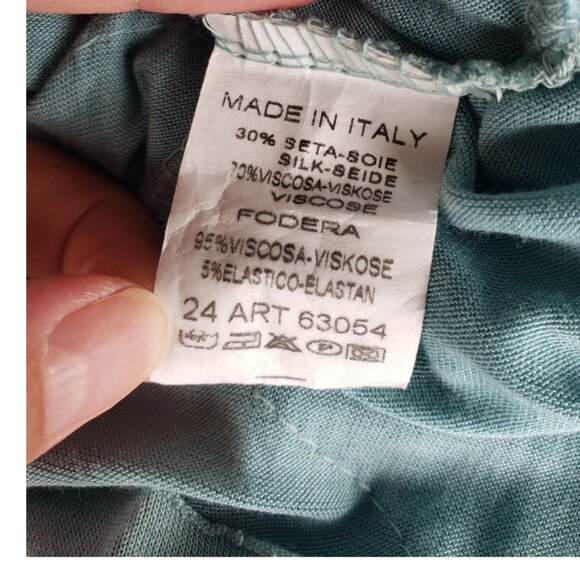 MADE IN ITALY
30% SETA-SOIE
SILK-SEIDE
70%VISCOSA-VISKOSE
VISCOSE
FODERA
95%VISCOSA-VISKOSE
5%ELASTICO-ELASTAN
24 ART 63054
P